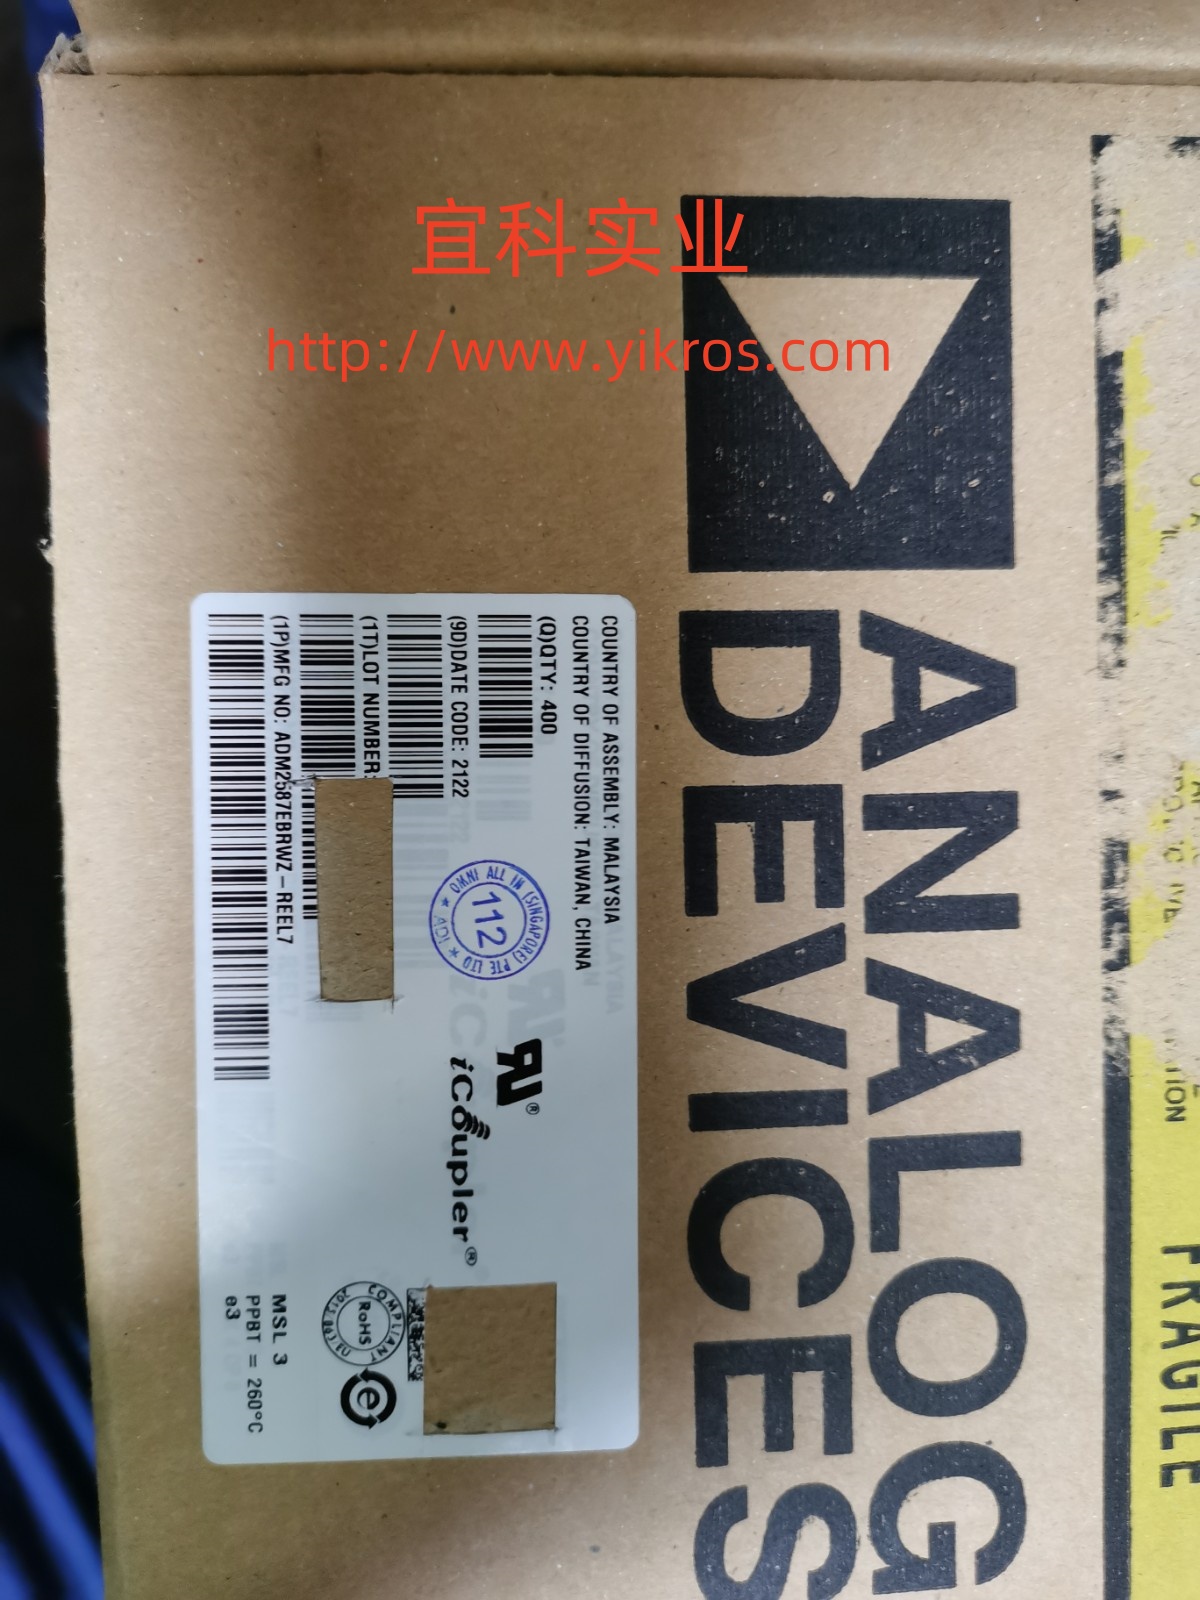 宜科实业
http://www.yikros.com
ANALOG
DEVICES
COUNTRY OF ASSEMBLY: MALAYSIA
COUNTRY OF DIFFUSION: TAIWAN, CHINA
(Q)QTY: 400
(9D)DATE CODE: 2122
(1T)LOT NUMBER:
(1P)MFG NO: ADM2587EBRWZ-REEL7
OMNI ALL IN (SINGAPORE) PTE LTD
112
* ADI *
iCoupler®
COMPLIANT
RoHS
e
MSL 3
PPBT = 260°C
e3
FRAGILE